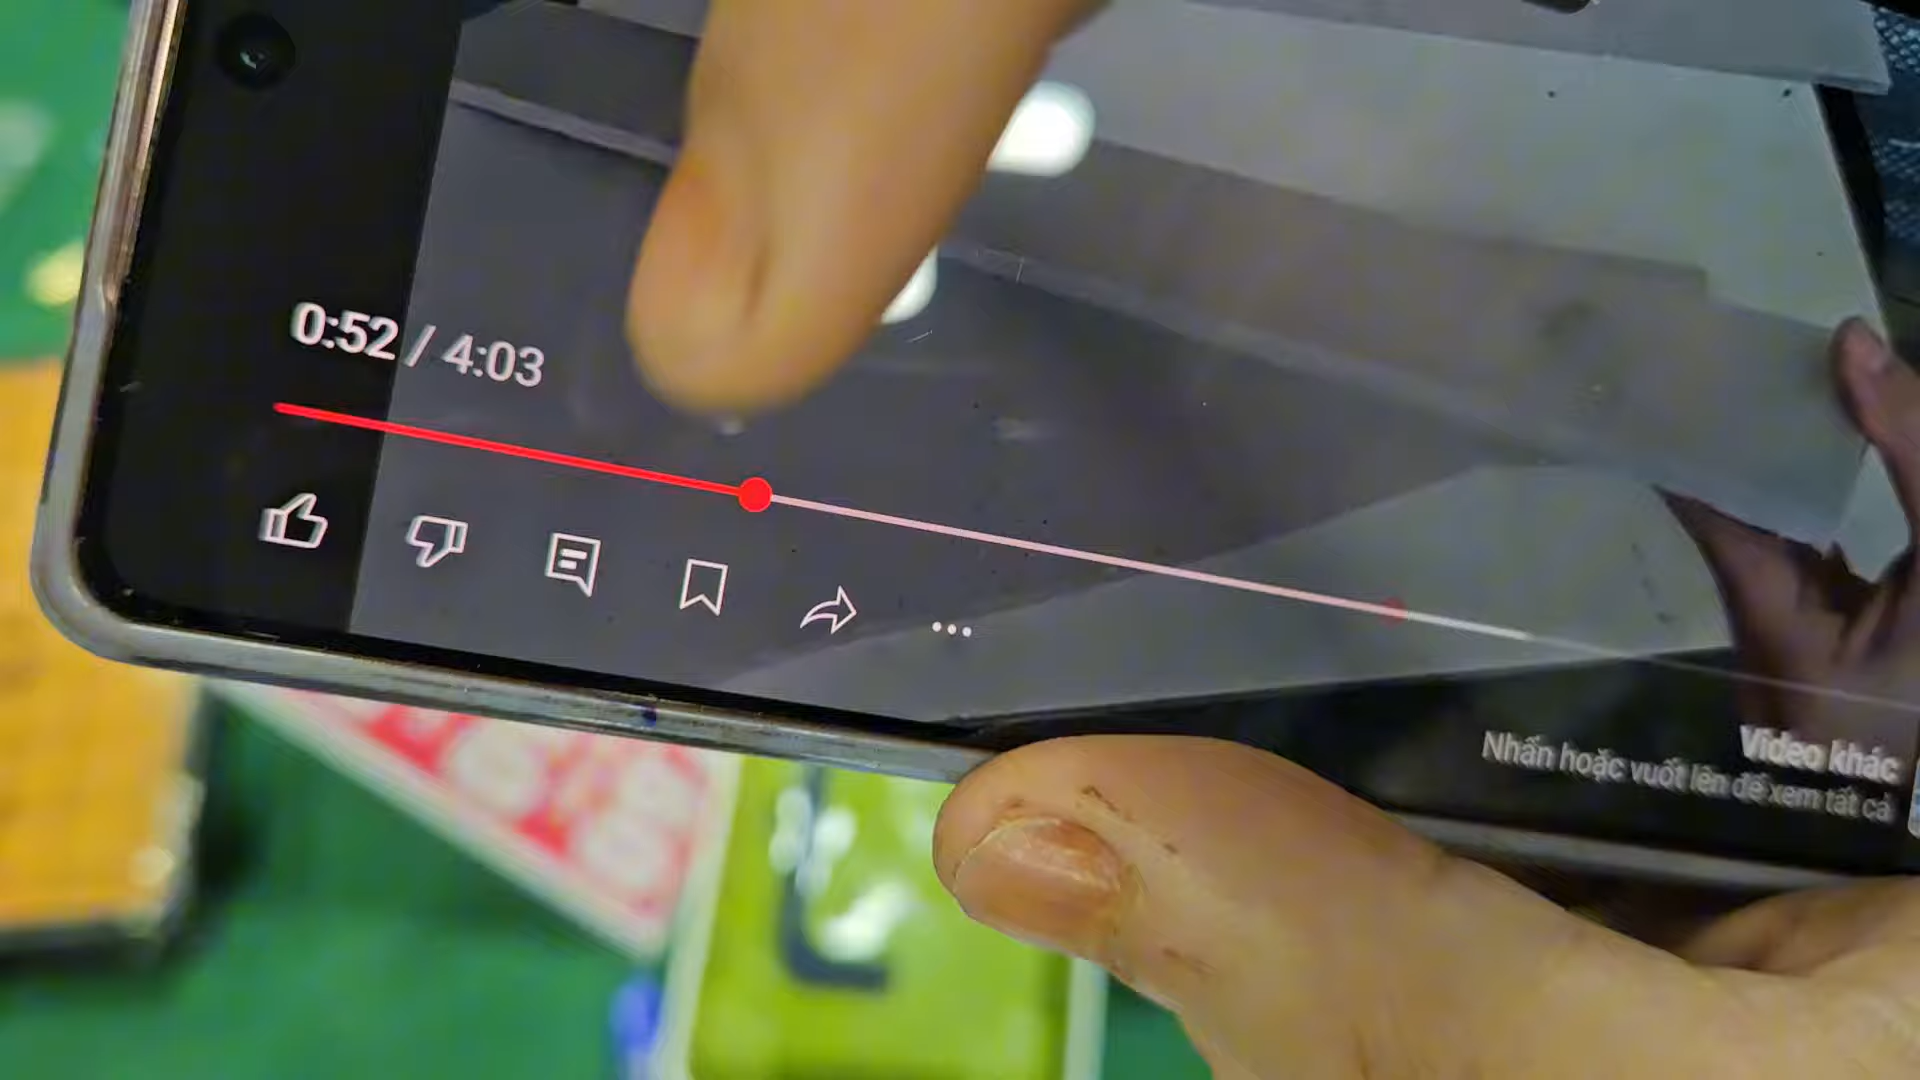 0:52 / 4:03
Video khác
Nhấn hoặc vuốt lên để xem tất cả